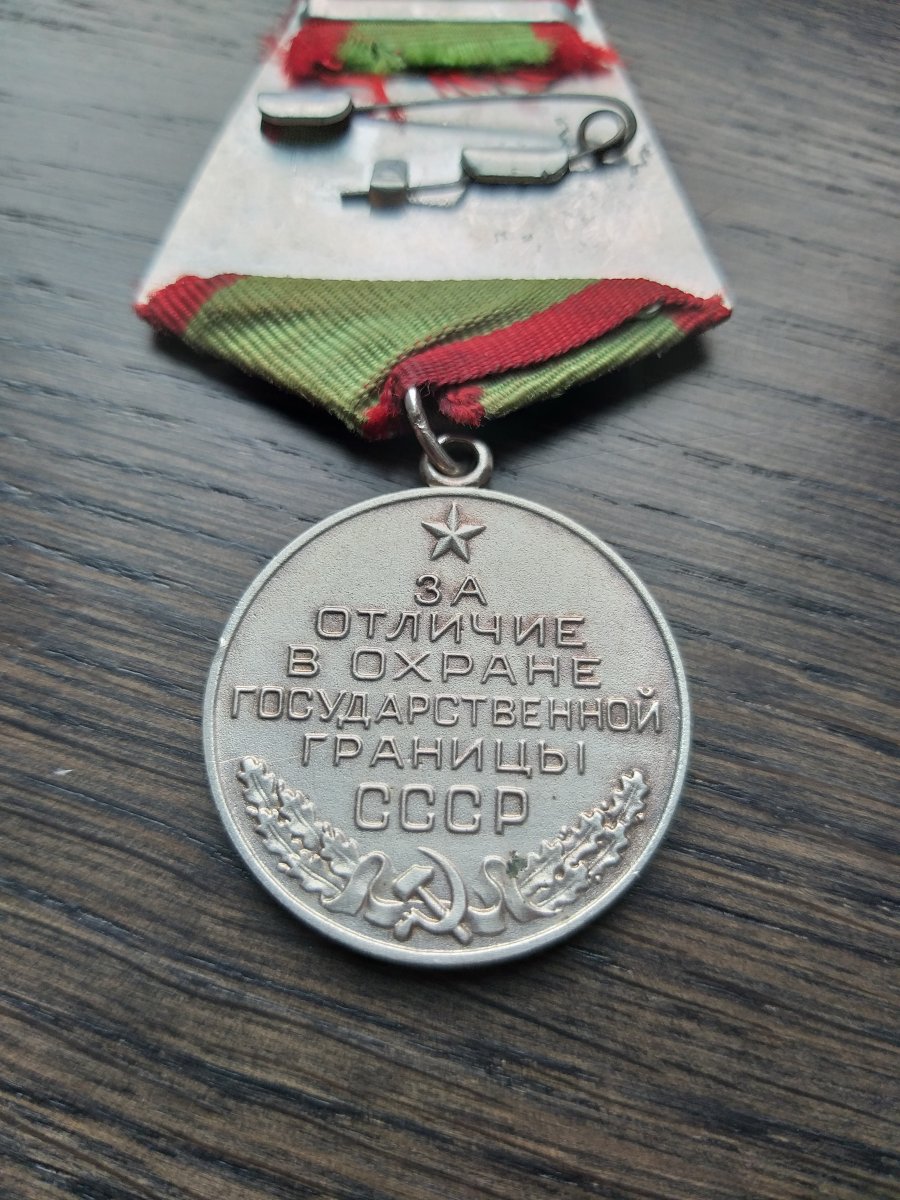 ЗА
ОТЛИЧИЕ
В ОХРАНЕ
ГОСУДАРСТВЕННОЙ
ГРАНИЦЫ
СССР